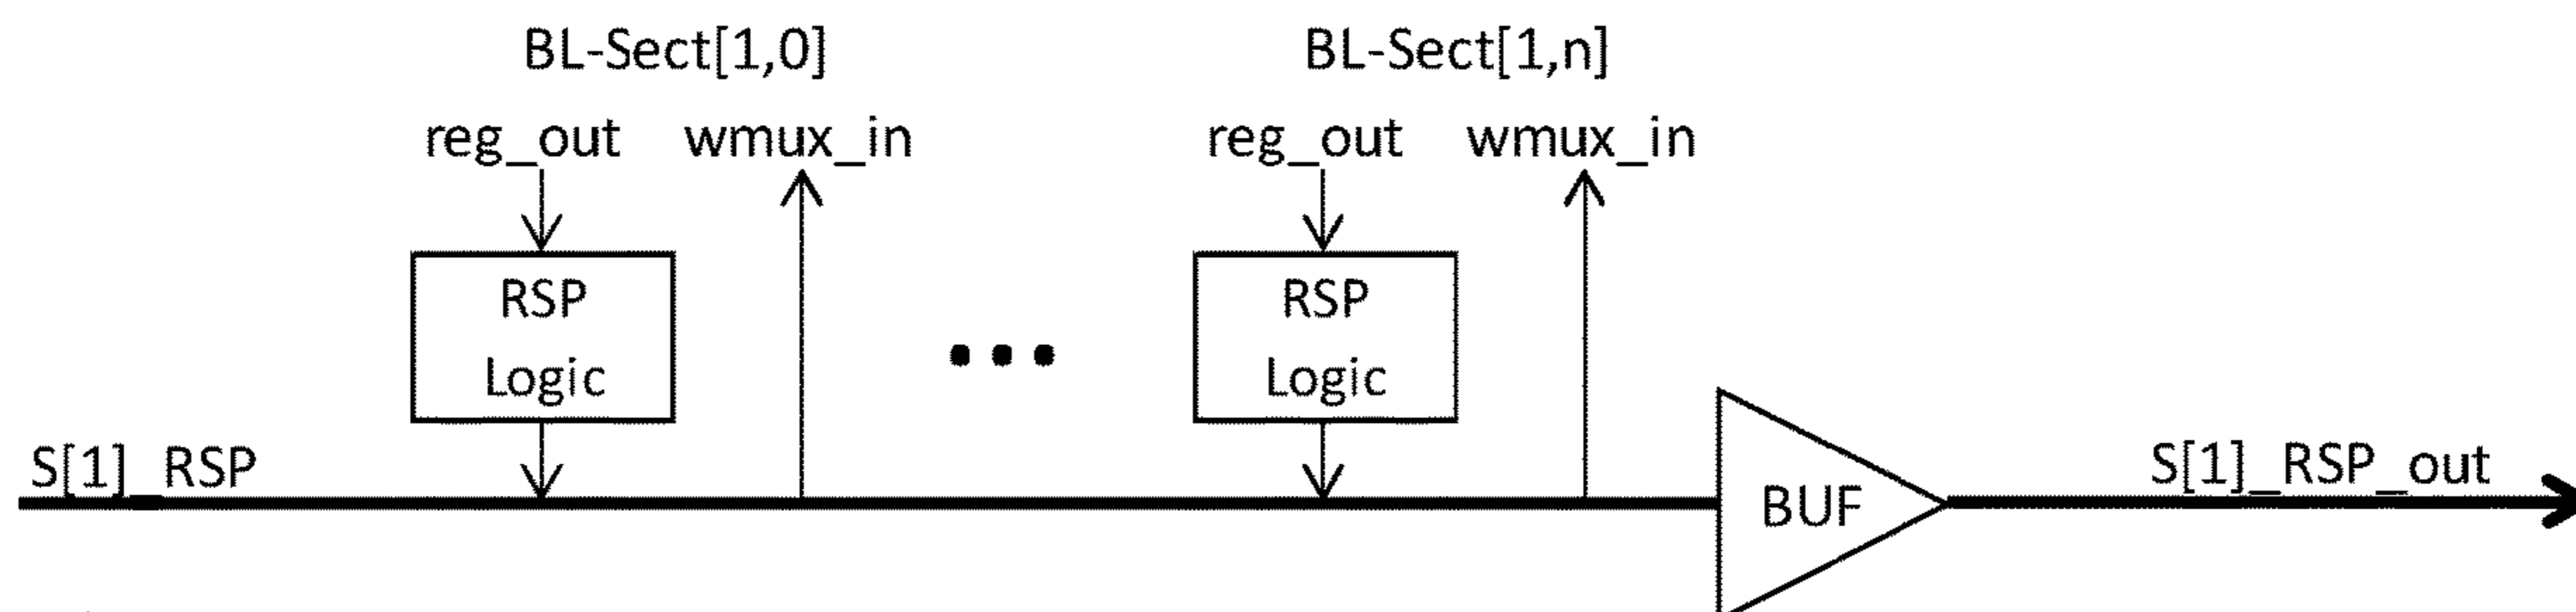 BL-Sect[1,0] BL-Sect[1,n]
reg_out wmux_in reg_out wmux_in
RSP RSP
Logic Logic
S[1]_RSP BUF S[1]_RSP_out